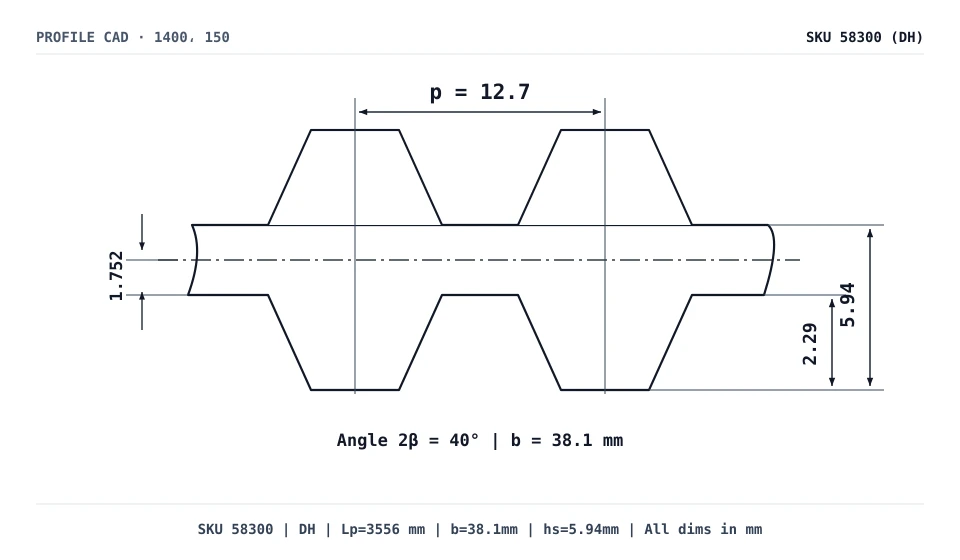 PROFILE CAD · 1400, 150
SKU 58300 (DH)
p = 12.7
1.752
5.94
2.29
Angle 2β = 40° | b = 38.1 mm
SKU 58300 | DH | Lp=3556 mm | b=38.1mm | hs=5.94mm | All dims in mm